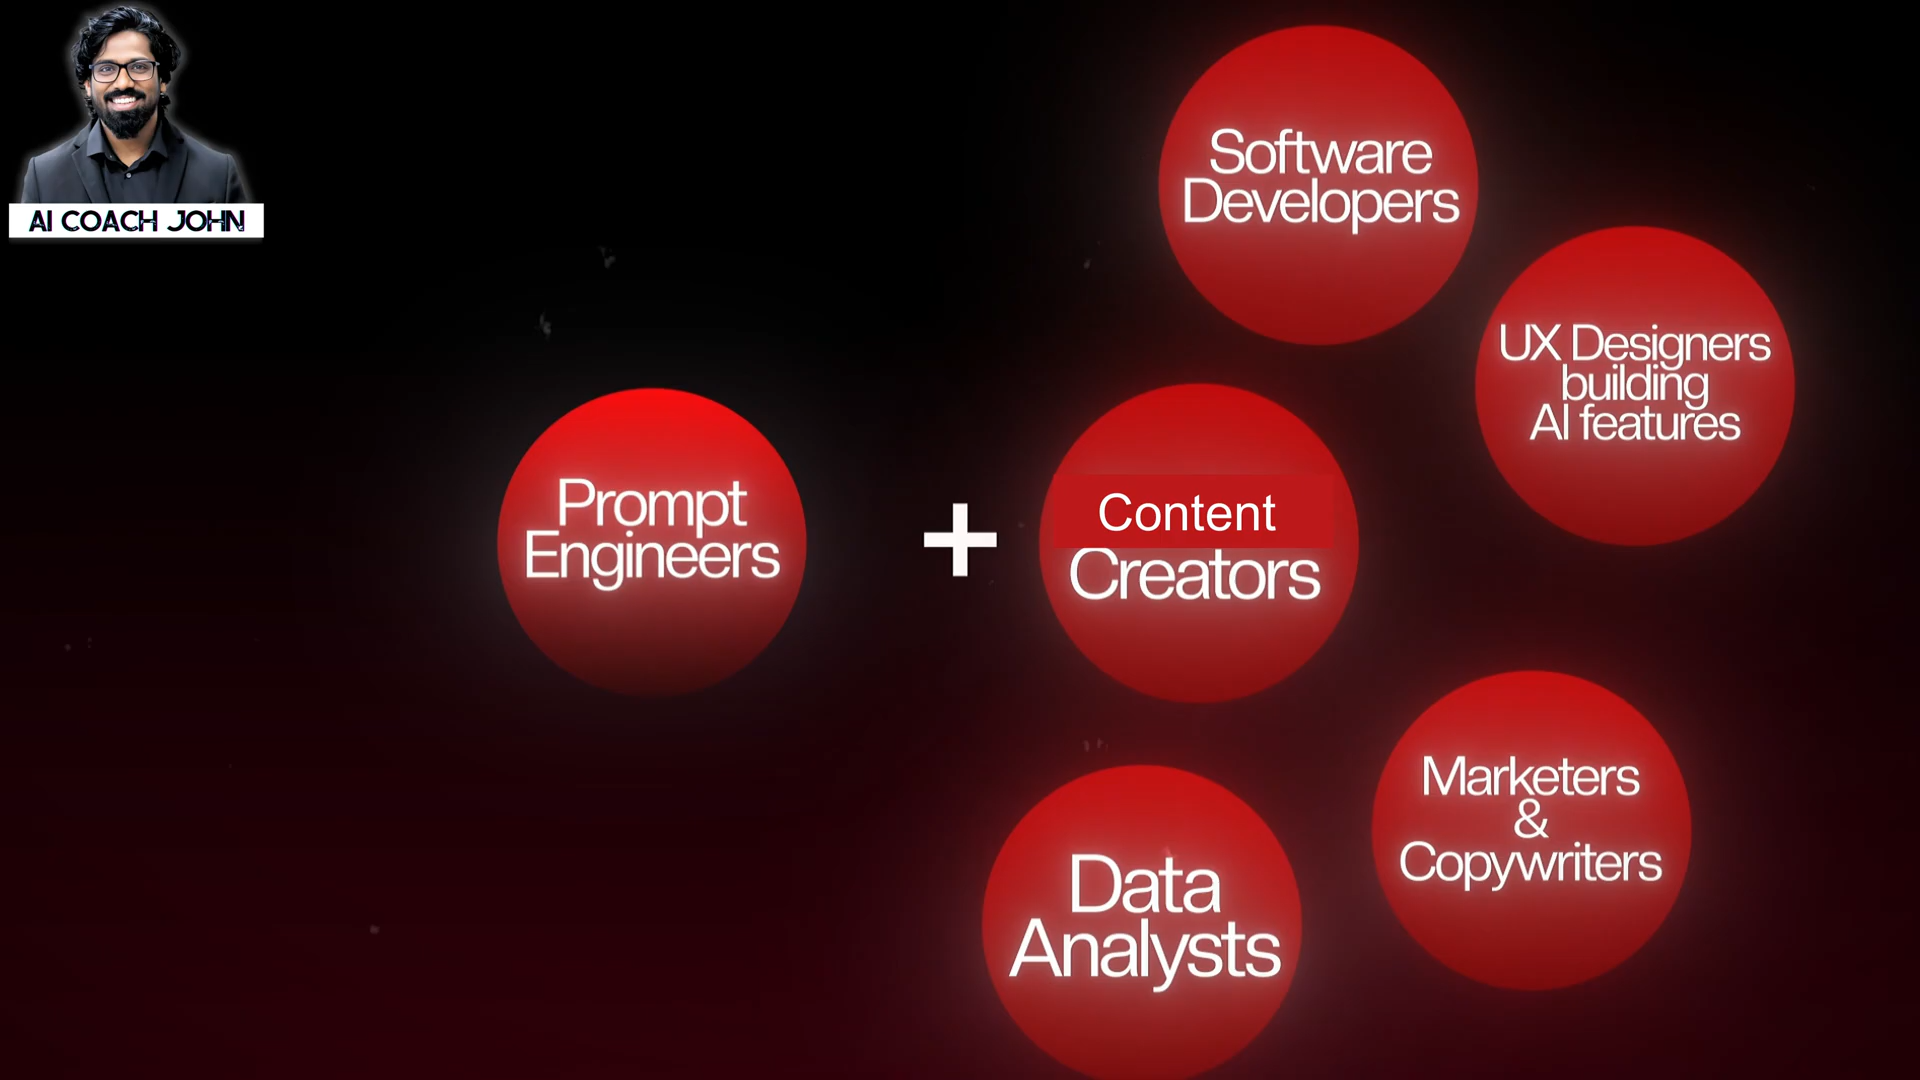 AI COACH JOHN
Prompt
Engineers
+
Software
Developers
UX Designers
building
AI features
Content
Creators
Marketers
&
Copywriters
Data
Analysts